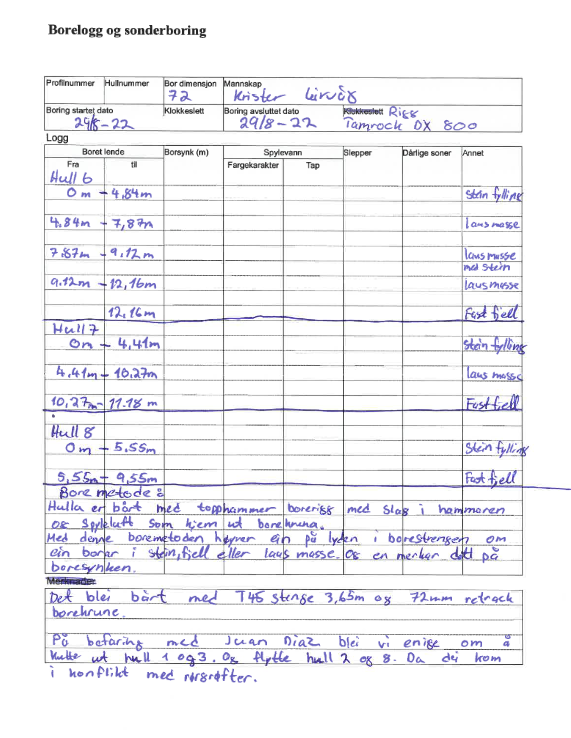 Borelogg og sonderboring
Profilnummer Hullnummer Bor dimensjon Mannskap
72 Krister
Boring startet dato Klokkeslett Boring avsluttet dato Klokkeslett Rigg
29/8-22 29/8-22 Tamrock DX 800
Logg
Boret lende Borsynk (m) Spylevann Slepper Dårlige soner Annet
Fra til Fargekarakter Tap
Hull 6
0 m - 4,84m Stein fylling
4,84m - 7,87m laus masse
7.87m - 9,12m laus masse
med stein
9.12m - 12,16m laus masse
12,16m Fast fjell
Hull 7
0m - 4,41m Stein fylling
4.41m - 10,27m laus masse
10,27m - 11.18 m Fast fjell
Hull 8
0m - 5,55m Stein fylling
5,55m - 9,55m Fast fjell
Bore metode:
Hulla er bårt med topphammer borerigg med slag i hammaren
og spyleluft som kjem ut borekruna.
Med denne boremetoden høyrer ein på lyden i borestrengen om
ein borar i stein, fjell eller laus masse. Og en merkar det på
boresynken.
Merknader
Det blei bårt med T45 stenge 3,65m og 72mm retrack
borekrune.
På befaring med Juan Diaz blei vi enige om å
kutte ut hull 1 og 3. Og flytte hull 2 og 8. Da dei kom
i konflikt med rørgrøfter.